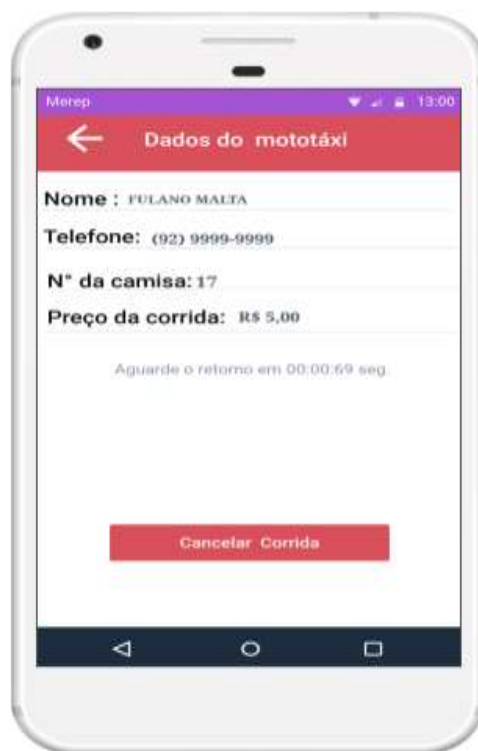 Merep 13:00
Dados do mototáxi
Nome : FULANO MALTA
Telefone: (92) 9999-9999
N° da camisa: 17
Preço da corrida: R$ 5,00
Aguarde o retorno em 00:00:69 seg
Cancelar Corrida